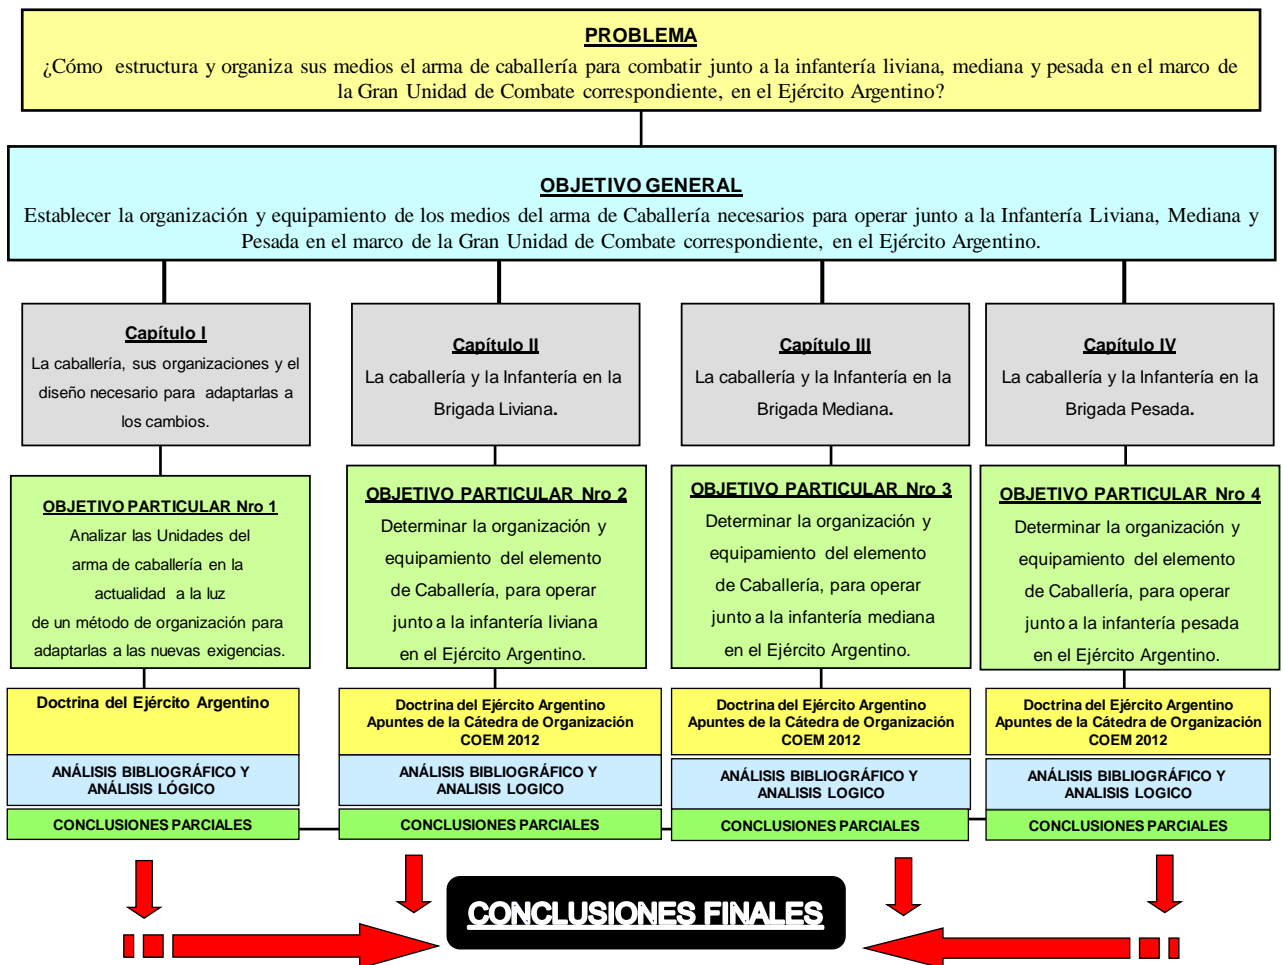 PROBLEMA
¿Cómo estructura y organiza sus medios el arma de caballería para combatir junto a la infantería liviana, mediana y pesada en el marco de
la Gran Unidad de Combate correspondiente, en el Ejército Argentino?
OBJETIVO GENERAL
Establecer la organización y equipamiento de los medios del arma de Caballería necesarios para operar junto a la Infantería Liviana, Mediana y
Pesada en el marco de la Gran Unidad de Combate correspondiente, en el Ejército Argentino.
Capítulo I
La caballería, sus organizaciones y el
diseño necesario para adaptarlas a
los cambios.
Capítulo II
La caballería y la Infantería en la
Brigada Liviana.
Capítulo III
La caballería y la Infantería en la
Brigada Mediana.
Capítulo IV
La caballería y la Infantería en la
Brigada Pesada.
OBJETIVO PARTICULAR Nro 1
Analizar las Unidades del
arma de caballería en la
actualidad a la luz
de un método de organización para
adaptarlas a las nuevas exigencias.
OBJETIVO PARTICULAR Nro 2
Determinar la organización y
equipamiento del elemento
de Caballería, para operar
junto a la infantería liviana
en el Ejército Argentino.
OBJETIVO PARTICULAR Nro 3
Determinar la organización y
equipamiento del elemento
de Caballería, para operar
junto a la infantería mediana
en el Ejército Argentino.
OBJETIVO PARTICULAR Nro 4
Determinar la organización y
equipamiento del elemento
de Caballería, para operar
junto a la infantería pesada
en el Ejército Argentino.
Doctrina del Ejército Argentino
Doctrina del Ejército Argentino
Apuntes de la Cátedra de Organización
COEM 2012
Doctrina del Ejército Argentino
Apuntes de la Cátedra de Organización
COEM 2012
Doctrina del Ejército Argentino
Apuntes de la Cátedra de Organización
COEM 2012
ANÁLISIS BIBLIOGRÁFICO Y
ANÁLISIS LÓGICO
ANÁLISIS BIBLIOGRÁFICO Y
ANALISIS LOGICO
ANÁLISIS BIBLIOGRÁFICO Y
ANALISIS LOGICO
ANÁLISIS BIBLIOGRÁFICO Y
ANALISIS LOGICO
CONCLUSIONES PARCIALES
CONCLUSIONES PARCIALES
CONCLUSIONES PARCIALES
CONCLUSIONES PARCIALES
CONCLUSIONES FINALES